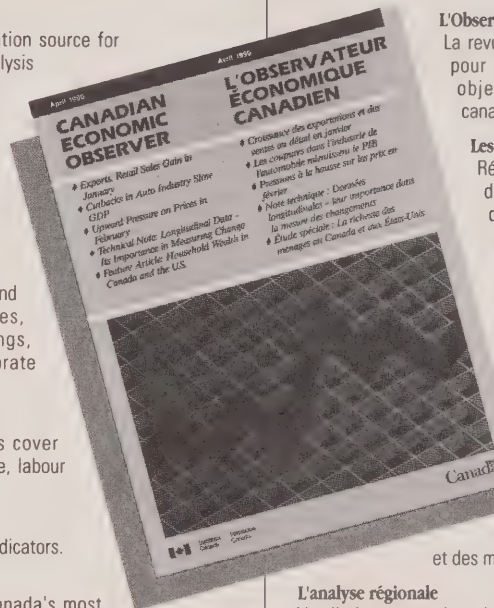 tion source for
lysis
nd
es,
ngs,
orate
s cover
e, labour
dicators.
anada's most
April 1990
CANADIAN
ECONOMIC
OBSERVER
♦ Exports, Retail Sales Gain in
January
♦ Cutbacks in Auto Industry Slow
GDP
♦ Upward Pressure on Prices in
February
♦ Technical Note: Longitudinal Data -
Its Importance in Measuring Change
♦ Feature Article: Household Wealth in
Canada and the U.S.
Avril 1990
L'OBSERVATEUR
ÉCONOMIQUE
CANADIEN
♦ Croissance des exportations et des
ventes au détail en janvier
♦ Les coupures dans l'industrie de
l'automobile réduisent le PIB
♦ Pressions à la hausse sur les prix en
février
♦ Note technique : Données
longitudinales – leur importance dans
la mesure des changements
♦ Étude spéciale : La richesse des
ménages au Canada et aux États-Unis
Statistics Canada
Statistique Canada
Canada
L'Obser
La revu
pour
obje
cana
Les
Ré
d
et des m
L'analyse régionale